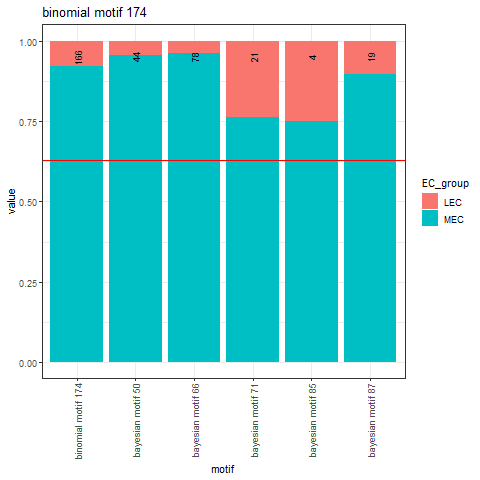 binomial motif 174
1.00
0.75
0.50
0.25
0.00
value
166
44
78
21
4
19
binomial motif 174
bayesian motif 50
bayesian motif 66
bayesian motif 71
bayesian motif 85
bayesian motif 87
motif
EC_group
LEC
MEC